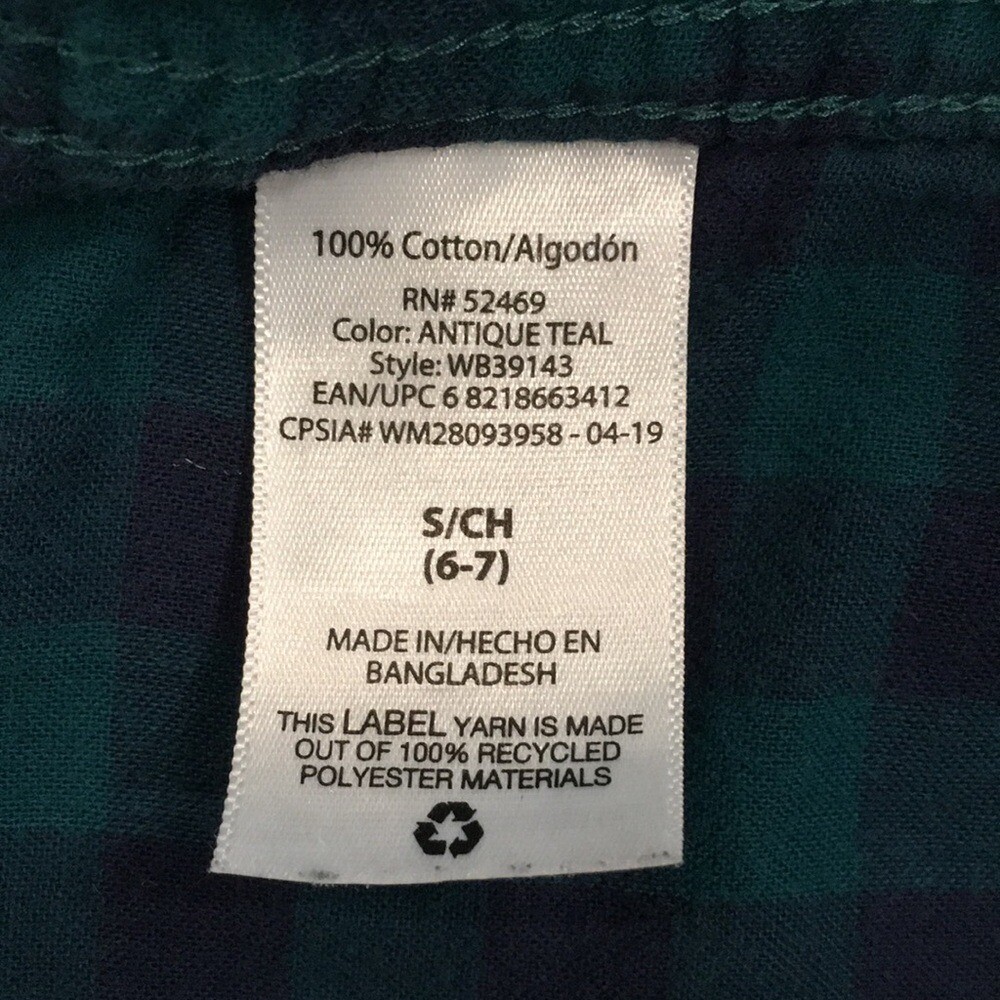 100% Cotton/Algodón
RN# 52469
Color: ANTIQUE TEAL
Style: WB39143
EAN/UPC 6 8218663412
CPSIA# WM28093958 - 04-19
S/CH
(6-7)
MADE IN/HECHO EN
BANGLADESH
THIS LABEL YARN IS MADE
OUT OF 100% RECYCLED
POLYESTER MATERIALS